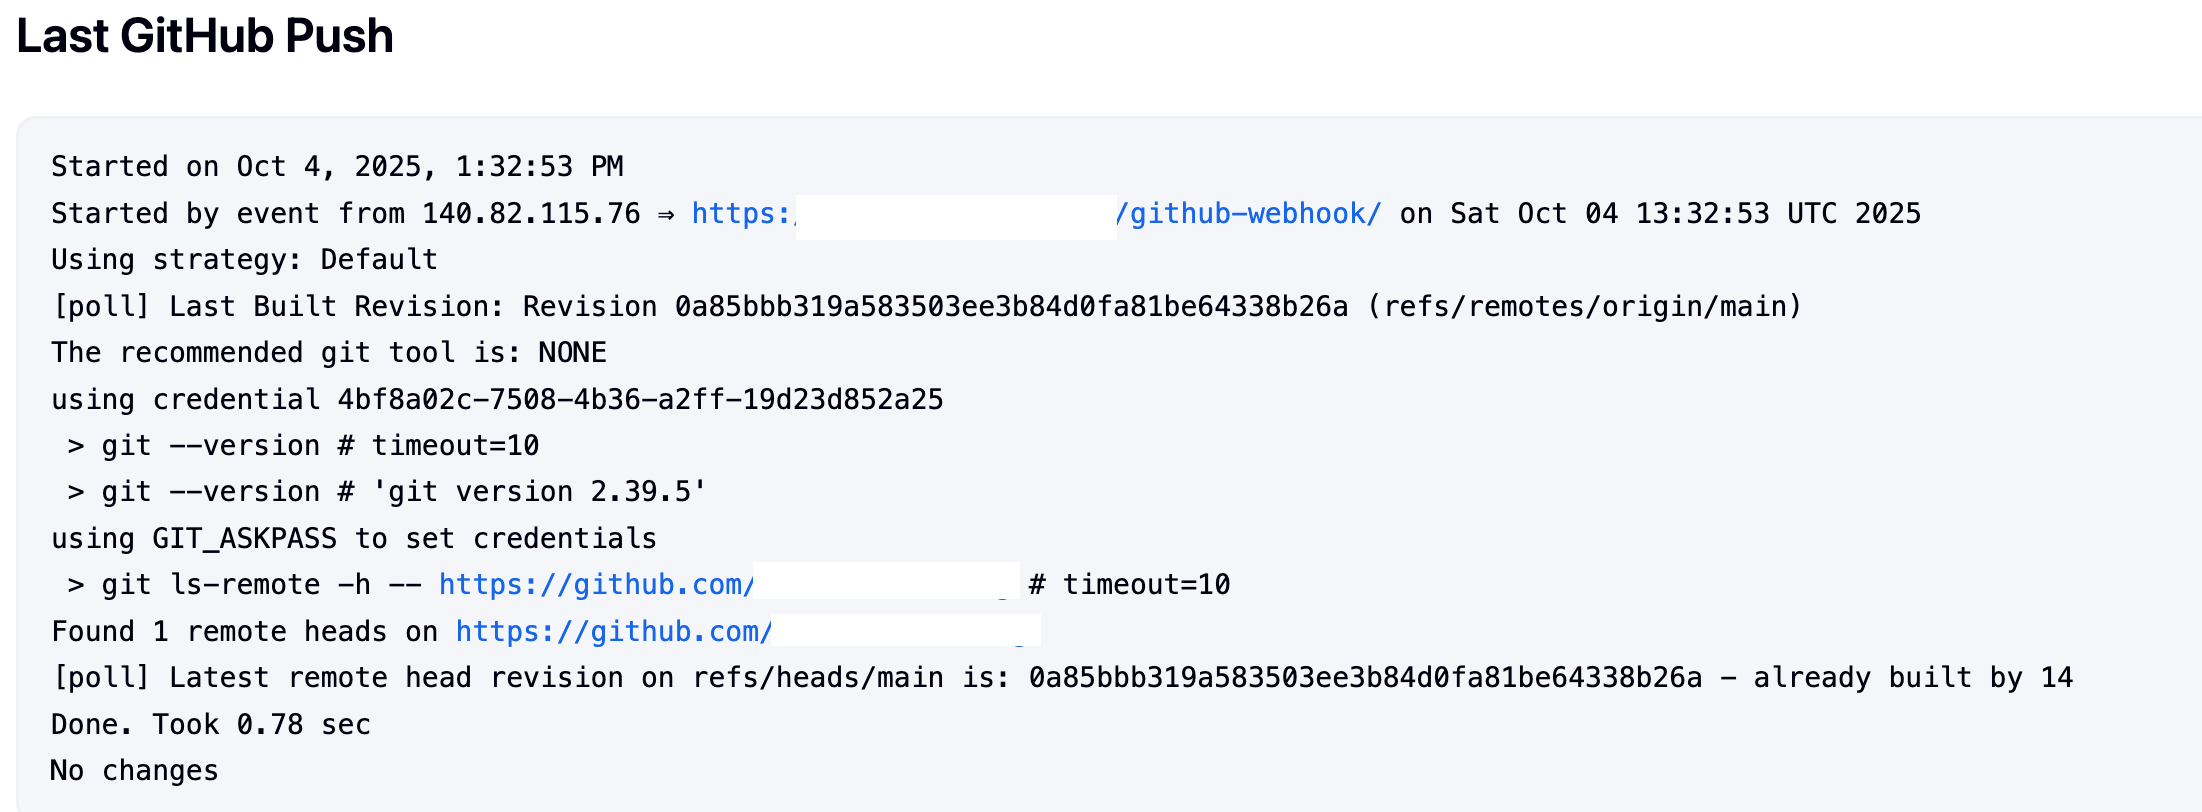 Last GitHub Push
Started on Oct 4, 2025, 1:32:53 PM
Started by event from 140.82.115.76 ⇒ https:/ /github-webhook/ on Sat Oct 04 13:32:53 UTC 2025
Using strategy: Default
[poll] Last Built Revision: Revision 0a85bbb319a583503ee3b84d0fa81be64338b26a (refs/remotes/origin/main)
The recommended git tool is: NONE
using credential 4bf8a02c-7508-4b36-a2ff-19d23d852a25
 > git --version # timeout=10
 > git --version # 'git version 2.39.5'
using GIT_ASKPASS to set credentials
 > git ls-remote -h -- https://github.com/ # timeout=10
Found 1 remote heads on https://github.com/
[poll] Latest remote head revision on refs/heads/main is: 0a85bbb319a583503ee3b84d0fa81be64338b26a - already built by 14
Done. Took 0.78 sec
No changes